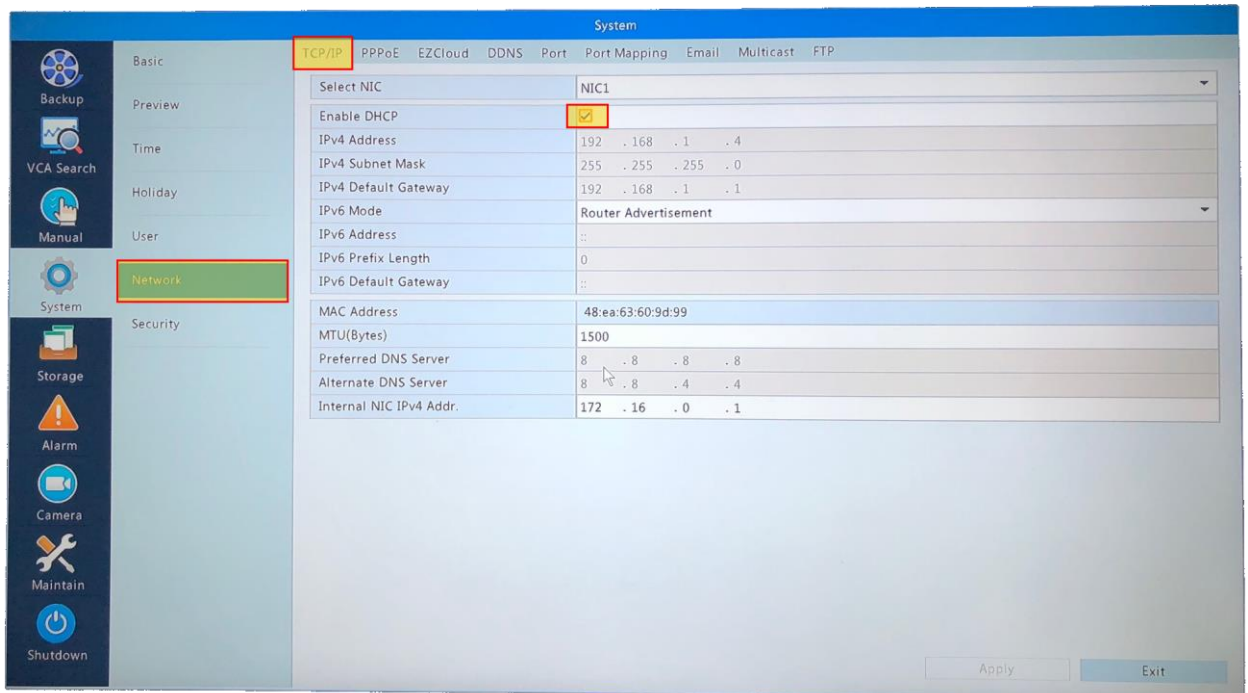 System
Backup
VCA Search
Manual
System
Storage
Alarm
Camera
Maintain
Shutdown
Basic
Preview
Time
Holiday
User
Network
Security
TCP/IP PPPoE EZCloud DDNS Port Port Mapping Email Multicast FTP
Select NIC NIC1
Enable DHCP
IPv4 Address 192 . 168 . 1 . 4
IPv4 Subnet Mask 255 . 255 . 255 . 0
IPv4 Default Gateway 192 . 168 . 1 . 1
IPv6 Mode Router Advertisement
IPv6 Address ::
IPv6 Prefix Length 0
IPv6 Default Gateway ::
MAC Address 48:ea:63:60:9d:99
MTU(Bytes) 1500
Preferred DNS Server 8 . 8 . 8 . 8
Alternate DNS Server 8 . 8 . 4 . 4
Internal NIC IPv4 Addr. 172 . 16 . 0 . 1
Apply Exit